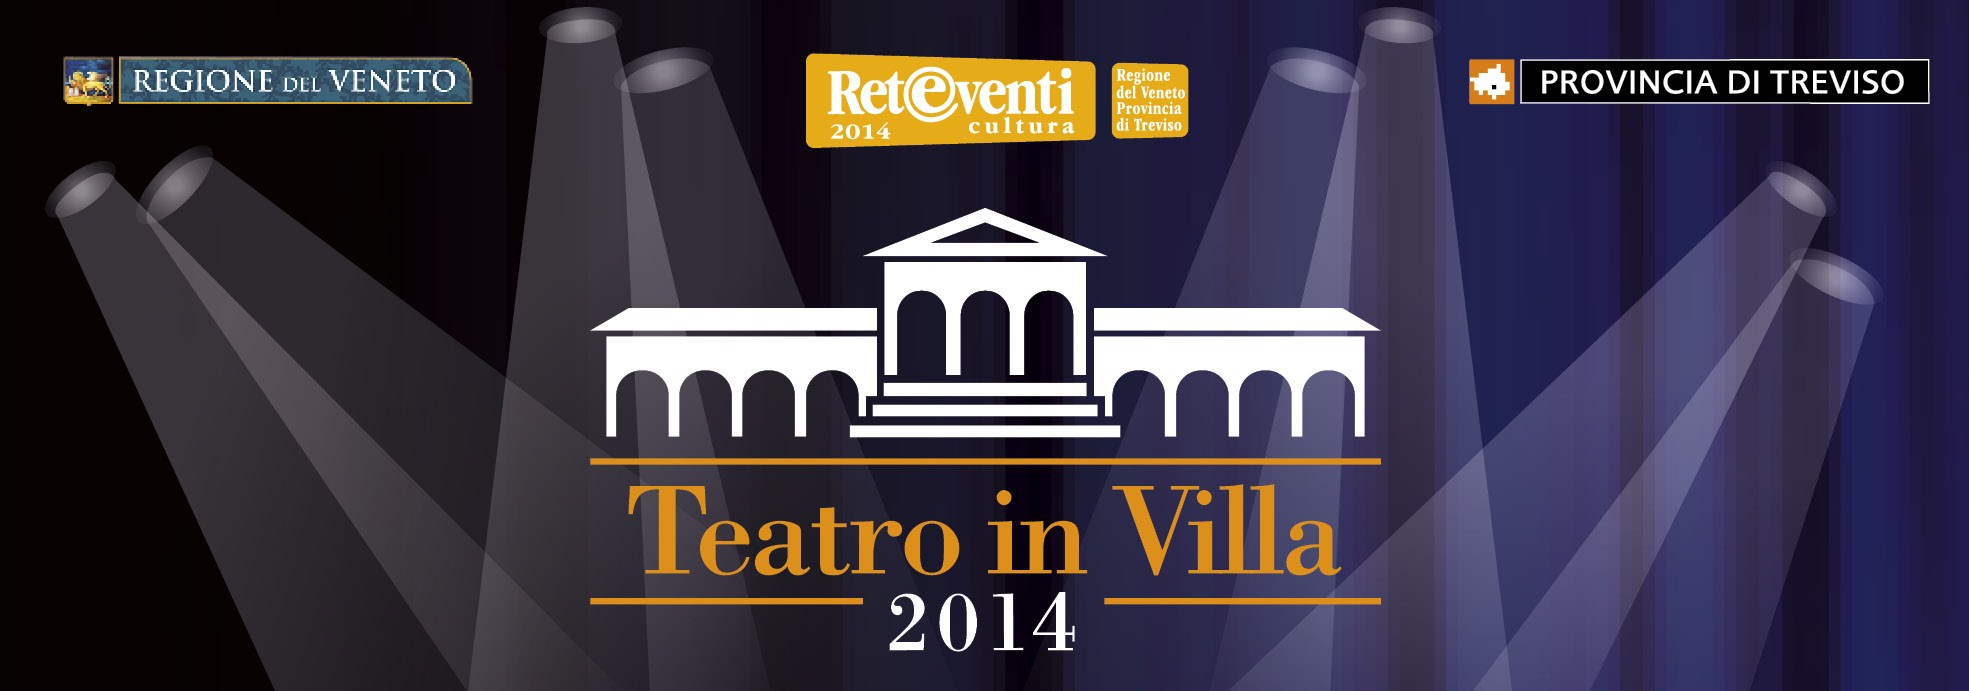 REGIONE DEL VENETO
Reteventi
2014 cultura
Regione
del Veneto
Provincia
di Treviso
PROVINCIA DI TREVISO
Teatro in Villa
2014